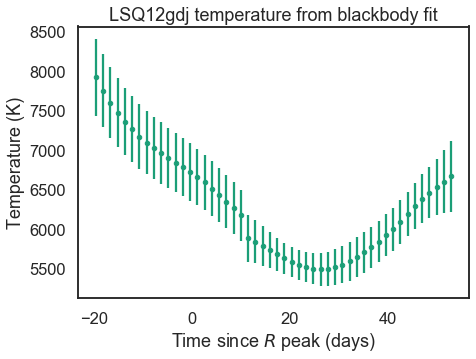 LSQ12gdj temperature from blackbody fit
8500
8000
7500
7000
6500
6000
5500
Temperature (K)
−20 0 20 40
Time since R peak (days)